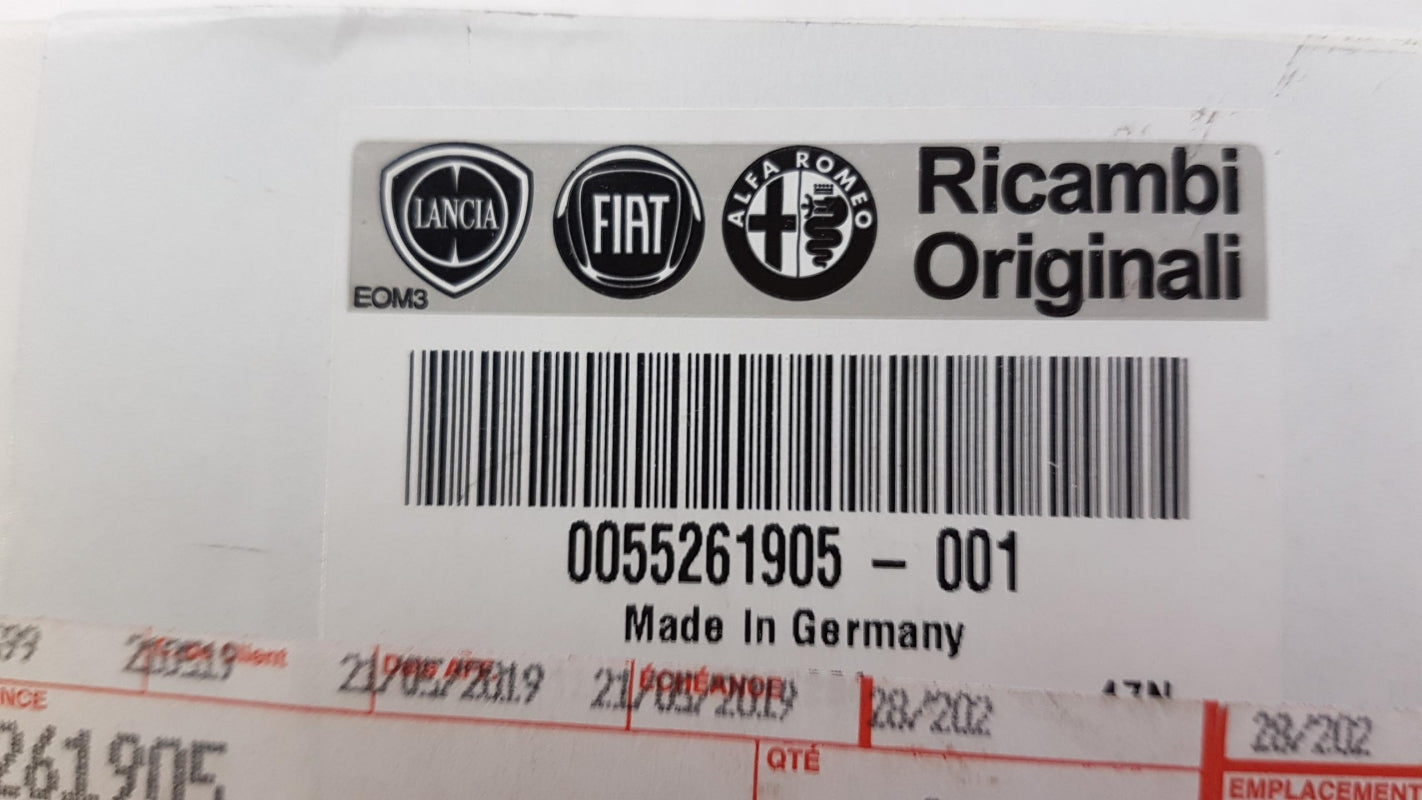 LANCIA
FIAT
ALFA ROMEO
Ricambi
Originali
EOM3
0055261905 - 001
Made In Germany
21/05/2019 21/05/2019 28/202 28/202
ÉCHÉANCE
NCE
261905
QTÉ
EMPLACEMENT